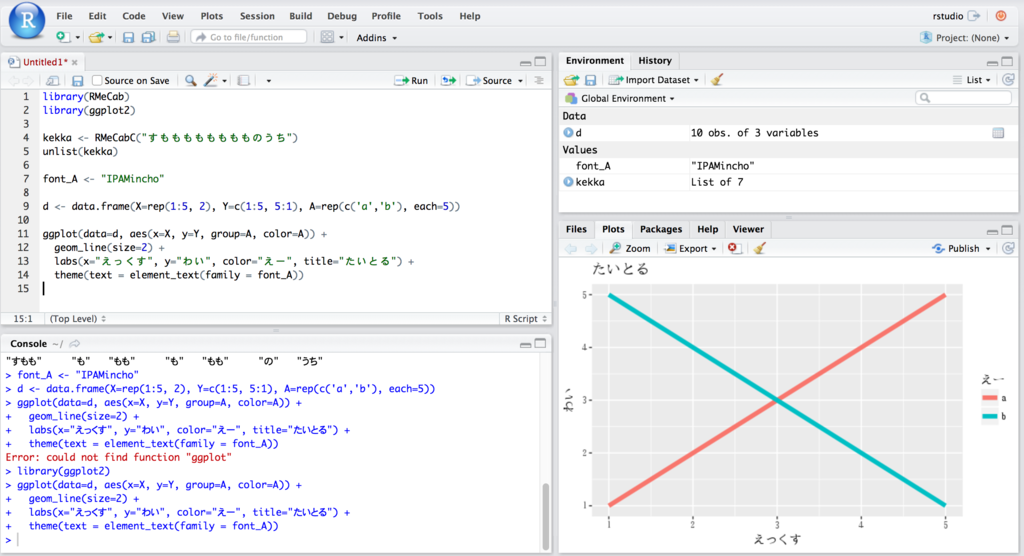 R
File Edit Code View Plots Session Build Debug Profile Tools Help
rstudio
Go to file/function
Addins
Project: (None)
Untitled1*
Source on Save
Run
Source
1 library(RMeCab)
2 library(ggplot2)
3
4 kekka <- RMeCabC("すもももももももものうち")
5 unlist(kekka)
6
7 font_A <- "IPAMincho"
8
9 d <- data.frame(X=rep(1:5, 2), Y=c(1:5, 5:1), A=rep(c('a','b'), each=5))
10
11 ggplot(data=d, aes(x=X, y=Y, group=A, color=A)) +
12   geom_line(size=2) +
13   labs(x="えっくす", y="わい", color="えー", title="たいとる") +
14   theme(text = element_text(family = font_A))
15
15:1 (Top Level) R Script
Console ~/
"すもも" "も" "もも" "も" "もも" "の" "うち"
> font_A <- "IPAMincho"
> d <- data.frame(X=rep(1:5, 2), Y=c(1:5, 5:1), A=rep(c('a','b'), each=5))
> ggplot(data=d, aes(x=X, y=Y, group=A, color=A)) +
+   geom_line(size=2) +
+   labs(x="えっくす", y="わい", color="えー", title="たいとる") +
+   theme(text = element_text(family = font_A))
Error: could not find function "ggplot"
> library(ggplot2)
> ggplot(data=d, aes(x=X, y=Y, group=A, color=A)) +
+   geom_line(size=2) +
+   labs(x="えっくす", y="わい", color="えー", title="たいとる") +
+   theme(text = element_text(family = font_A))
>
Environment History
Import Dataset
List
Global Environment
Data
d 10 obs. of 3 variables
Values
font_A "IPAMincho"
kekka List of 7
Files Plots Packages Help Viewer
Zoom Export Publish
たいとる
5
4
3
2
1
わい
1 2 3 4 5
えっくす
えー
a
b